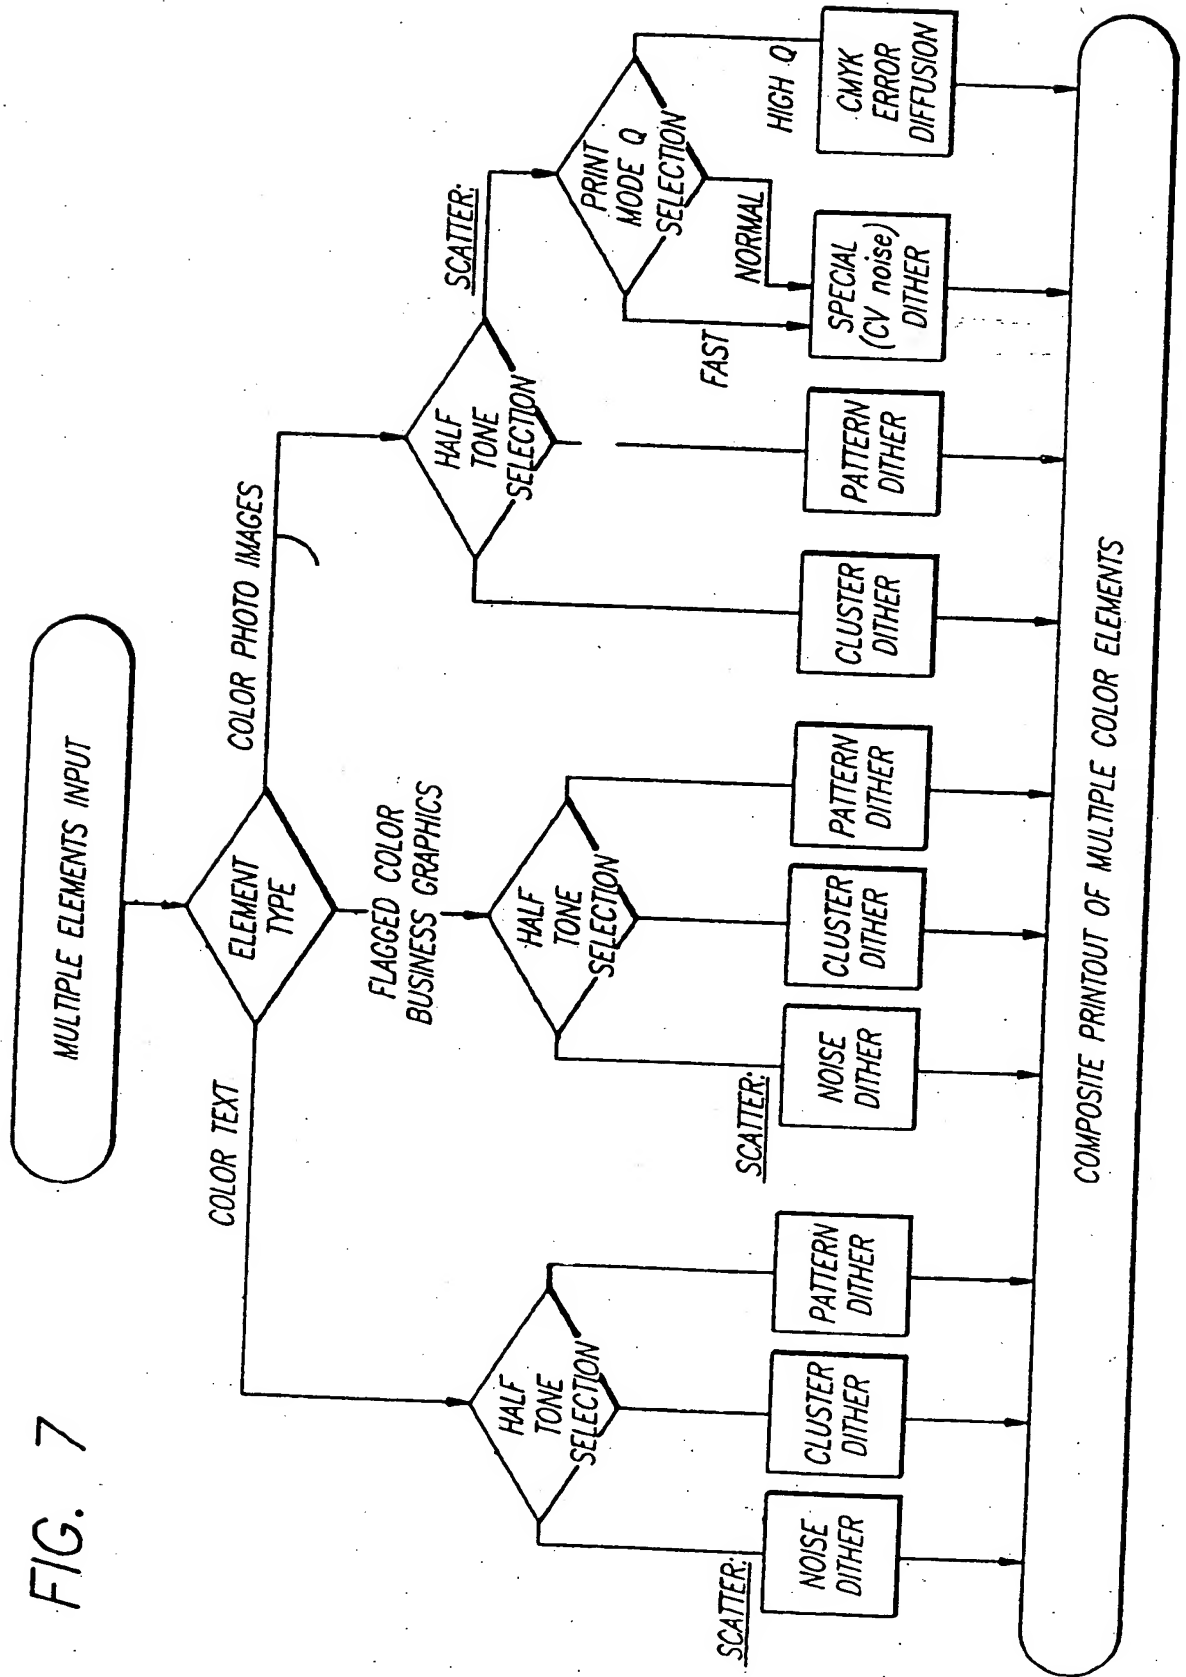 FIG. 7
MULTIPLE ELEMENTS INPUT
ELEMENT
TYPE
COLOR TEXT
FLAGGED COLOR
BUSINESS GRAPHICS
COLOR PHOTO IMAGES
HALF
TONE
SELECTION
SCATTER:
NOISE
DITHER
CLUSTER
DITHER
PATTERN
DITHER
HALF
TONE
SELECTION
SCATTER:
NOISE
DITHER
CLUSTER
DITHER
PATTERN
DITHER
HALF
TONE
SELECTION
CLUSTER
DITHER
PATTERN
DITHER
SCATTER:
PRINT
MODE Q
SELECTION
FAST
NORMAL
HIGH Q
SPECIAL
(CV noise)
DITHER
CMYK
ERROR
DIFFUSION
COMPOSITE PRINTOUT OF MULTIPLE COLOR ELEMENTS